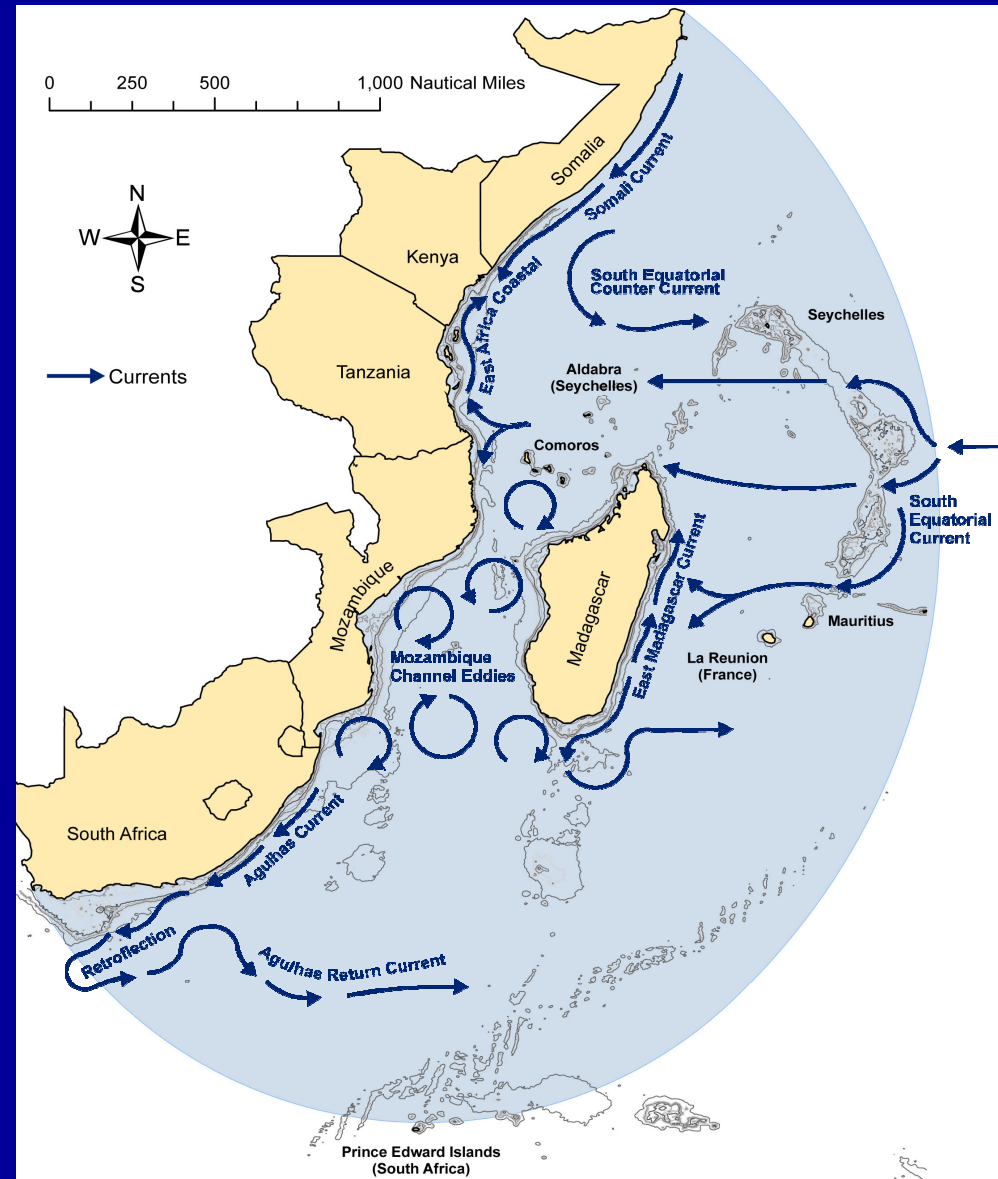 0 250 500 1,000 Nautical Miles
N
W E
S
Currents
Somalia
Somali Current
Kenya
South Equatorial
Counter Current
East Africa Coastal
Seychelles
Tanzania
Aldabra
(Seychelles)
Comoros
South
Equatorial
Current
Mozambique
Madagascar
East Madagascar Current
Mauritius
La Reunion
(France)
Mozambique
Channel Eddies
South Africa
Agulhas Current
Retroflection
Agulhas Return Current
Prince Edward Islands
(South Africa)